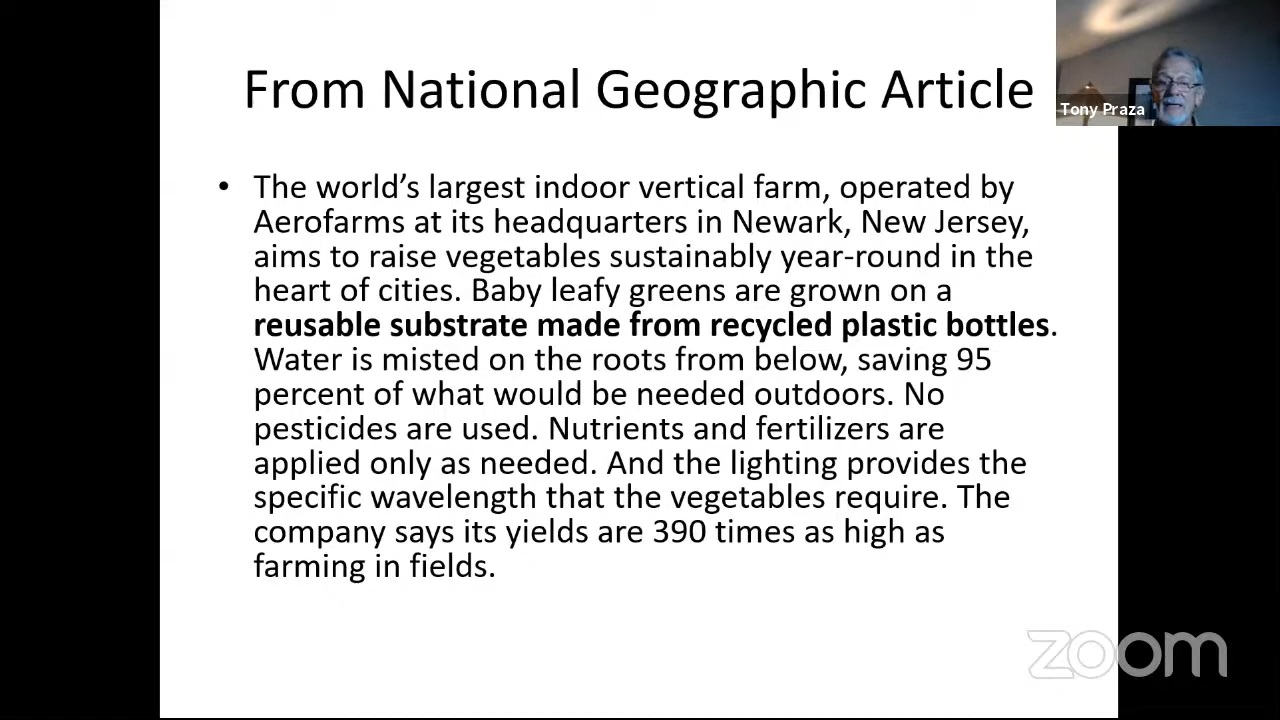 From National Geographic Article
Tony Praza
• The world's largest indoor vertical farm, operated by
Aerofarms at its headquarters in Newark, New Jersey,
aims to raise vegetables sustainably year-round in the
heart of cities. Baby leafy greens are grown on a
reusable substrate made from recycled plastic bottles.
Water is misted on the roots from below, saving 95
percent of what would be needed outdoors. No
pesticides are used. Nutrients and fertilizers are
applied only as needed. And the lighting provides the
specific wavelength that the vegetables require. The
company says its yields are 390 times as high as
farming in fields.
zoom